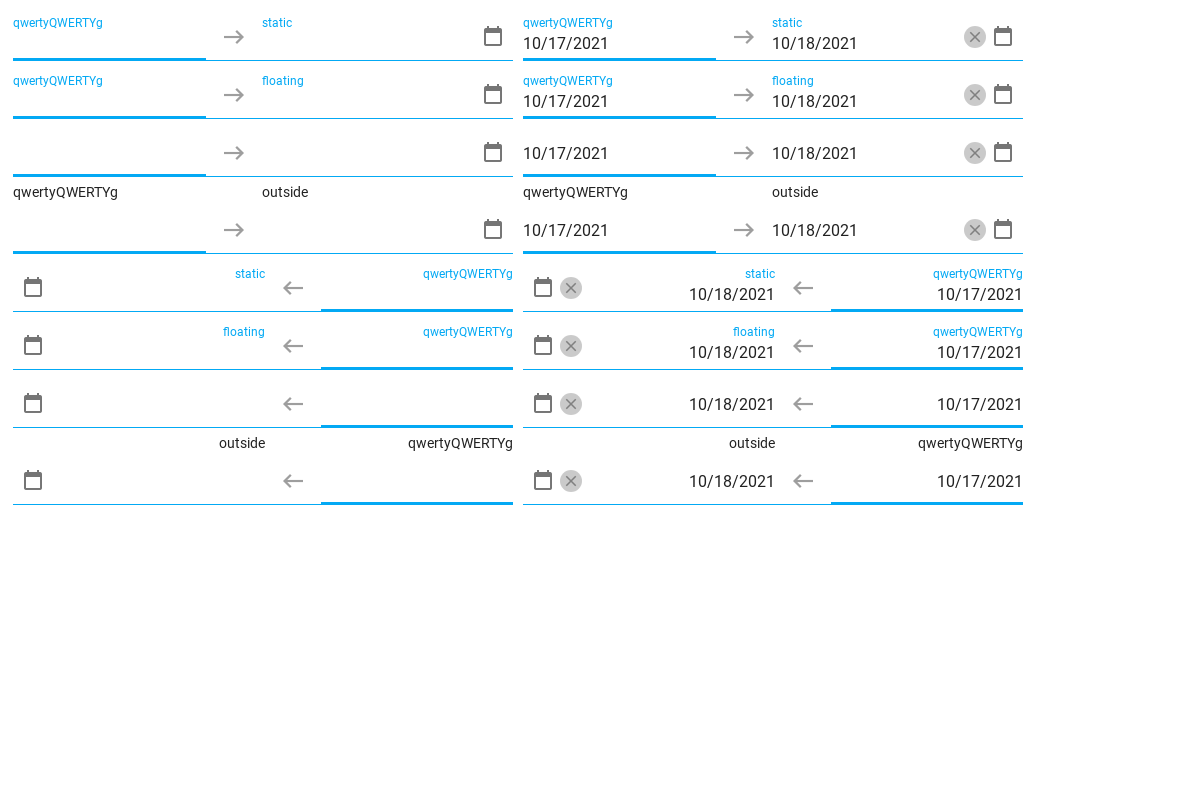 qwertyQWERTYg static qwertyQWERTYg static
10/17/2021 10/18/2021
qwertyQWERTYg floating qwertyQWERTYg floating
10/17/2021 10/18/2021
10/17/2021 10/18/2021
qwertyQWERTYg outside qwertyQWERTYg outside
10/17/2021 10/18/2021
static qwertyQWERTYg static qwertyQWERTYg
10/18/2021 10/17/2021
floating qwertyQWERTYg floating qwertyQWERTYg
10/18/2021 10/17/2021
10/18/2021 10/17/2021
outside qwertyQWERTYg outside qwertyQWERTYg
10/18/2021 10/17/2021